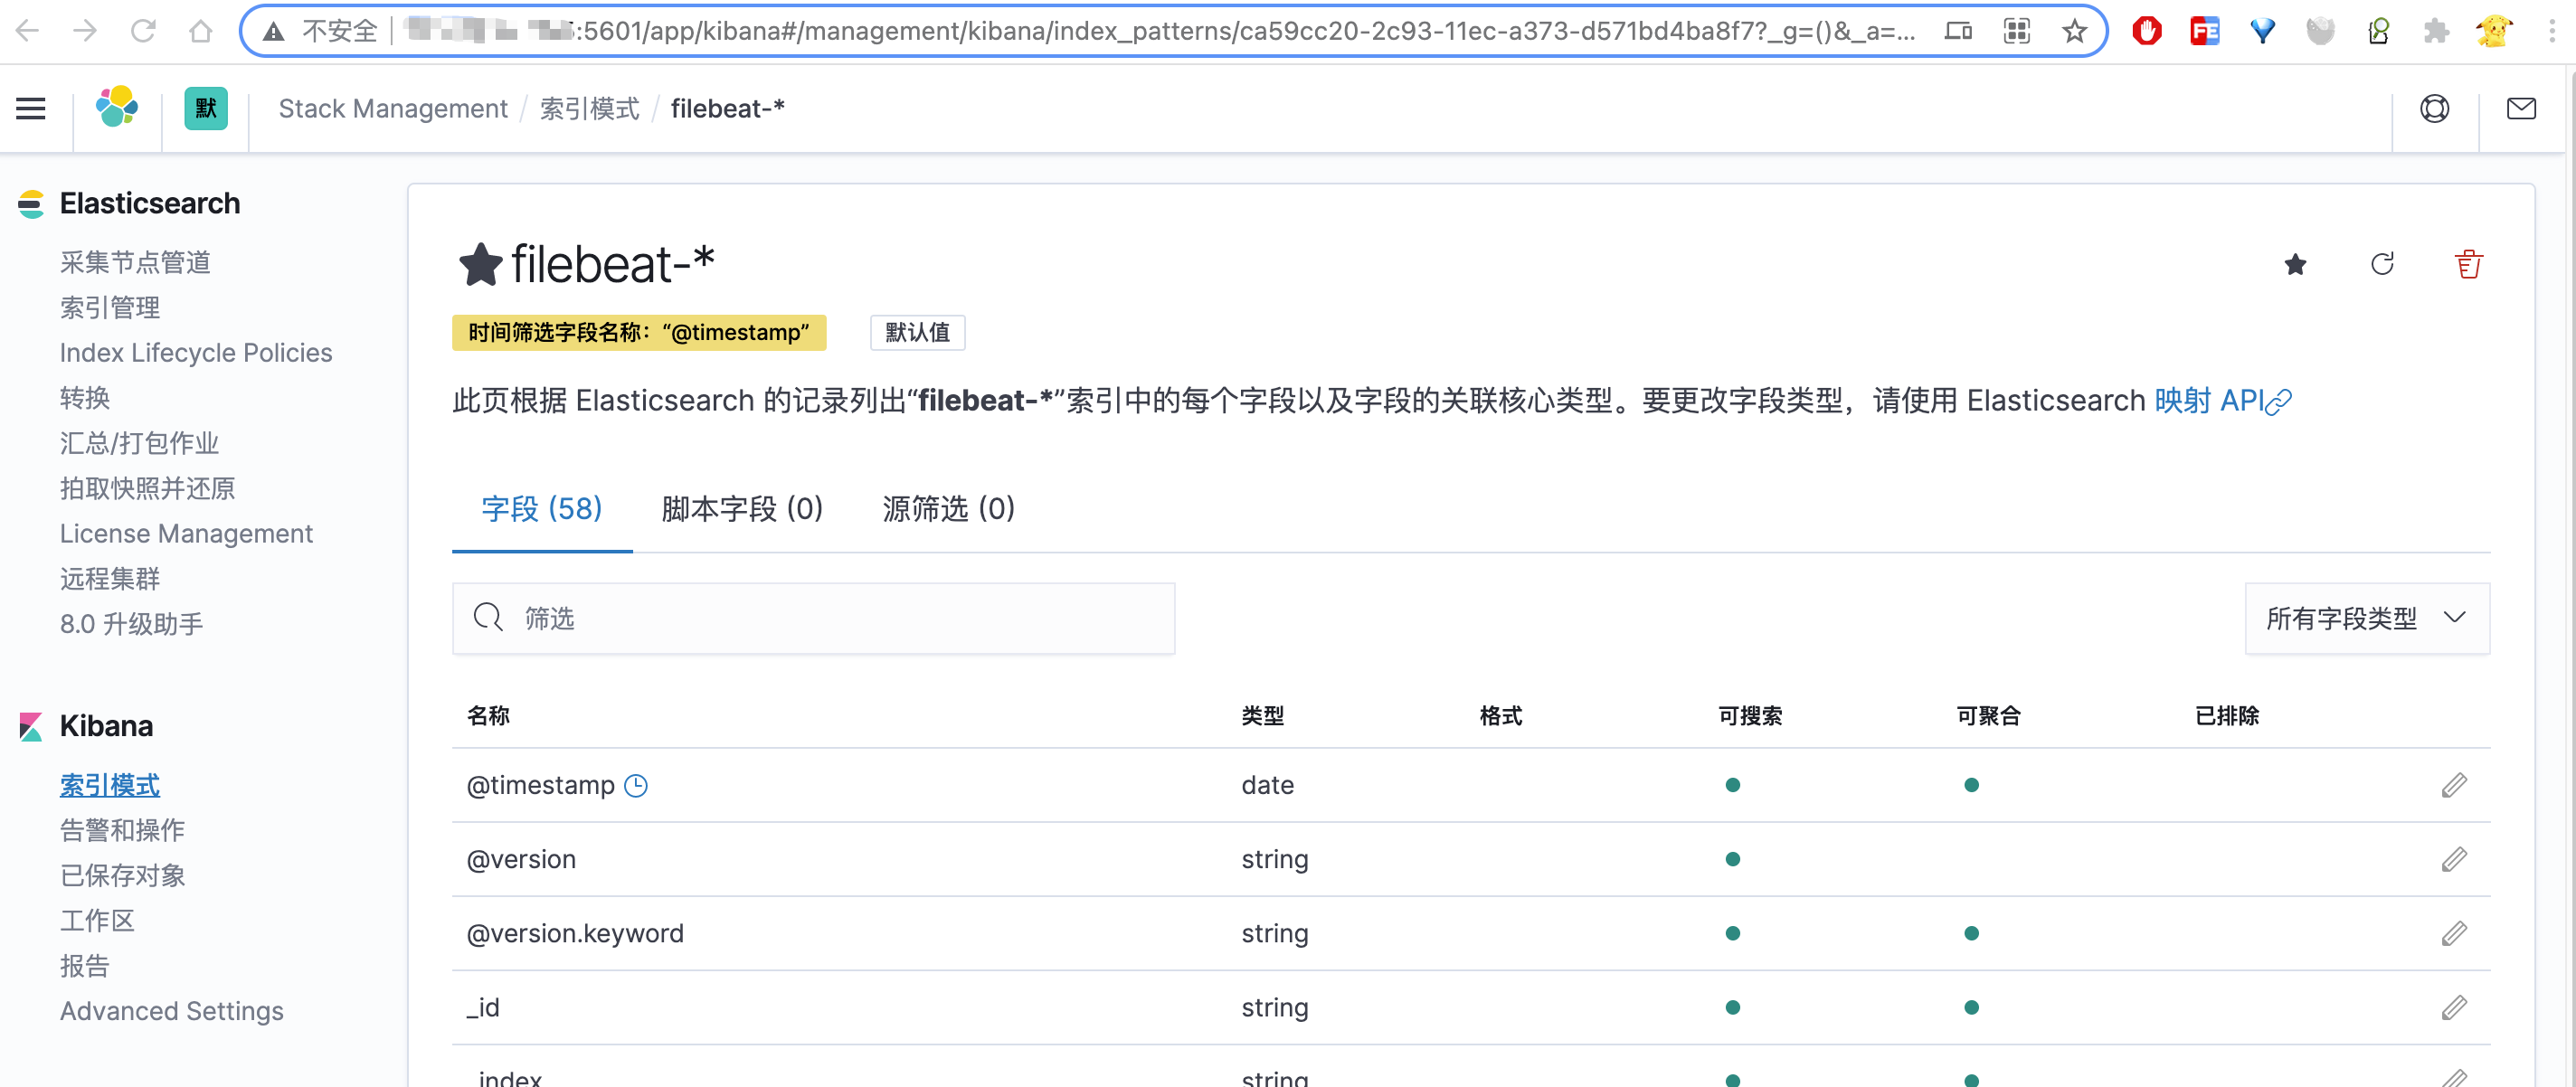 不安全 :5601/app/kibana#/management/kibana/index_patterns/ca59cc20-2c93-11ec-a373-d571bd4ba8f7?_g=()&_a=...
FE
默 Stack Management / 索引模式 / filebeat-*
Elasticsearch
采集节点管道
索引管理
Index Lifecycle Policies
转换
汇总/打包作业
拍取快照并还原
License Management
远程集群
8.0 升级助手
Kibana
索引模式
告警和操作
已保存对象
工作区
报告
Advanced Settings
filebeat-*
时间筛选字段名称：“@timestamp” 默认值
此页根据 Elasticsearch 的记录列出“filebeat-*”索引中的每个字段以及字段的关联核心类型。要更改字段类型，请使用 Elasticsearch 映射 API
字段 (58) 脚本字段 (0) 源筛选 (0)
筛选 所有字段类型
名称 类型 格式 可搜索 可聚合 已排除
@timestamp date
@version string
@version.keyword string
_id string
_index string